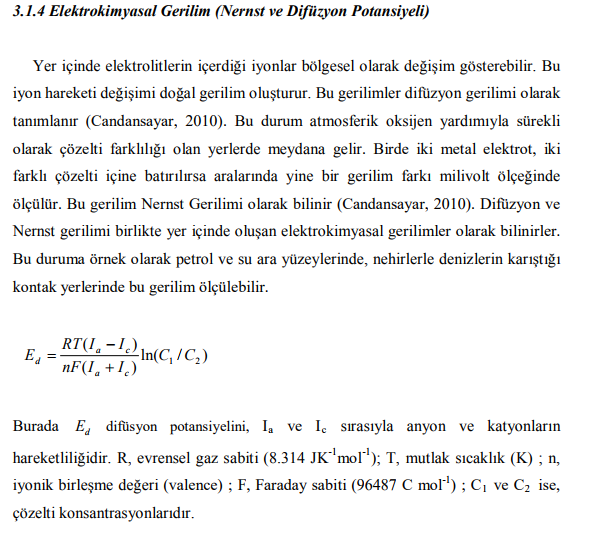 3.1.4 Elektrokimyasal Gerilim (Nernst ve Difüzyon Potansiyeli)
Yer içinde elektrolitlerin içerdiği iyonlar bölgesel olarak değişim gösterebilir. Bu
iyon hareketi değişimi doğal gerilim oluşturur. Bu gerilimler difüzyon gerilimi olarak
tanımlanır (Candansayar, 2010). Bu durum atmosferik oksijen yardımıyla sürekli
olarak çözelti farklılığı olan yerlerde meydana gelir. Birde iki metal elektrot, iki
farklı çözelti içine batırılırsa aralarında yine bir gerilim farkı milivolt ölçeğinde
ölçülür. Bu gerilim Nernst Gerilimi olarak bilinir (Candansayar, 2010). Difüzyon ve
Nernst gerilimi birlikte yer içinde oluşan elektrokimyasal gerilimler olarak bilinirler.
Bu duruma örnek olarak petrol ve su ara yüzeylerinde, nehirlerle denizlerin karıştığı
kontak yerlerinde bu gerilim ölçülebilir.
E_d = \frac{RT(I_a - I_c)}{nF(I_a + I_c)} ln(C_1 / C_2)
Burada E_d difüsyon potansiyelini, I_a ve I_c sırasıyla anyon ve katyonların
hareketliliğidir. R, evrensel gaz sabiti (8.314 JK^-1mol^-1); T, mutlak sıcaklık (K) ; n,
iyonik birleşme değeri (valence) ; F, Faraday sabiti (96487 C mol^-1) ; C_1 ve C_2 ise,
çözelti konsantrasyonlarıdır.